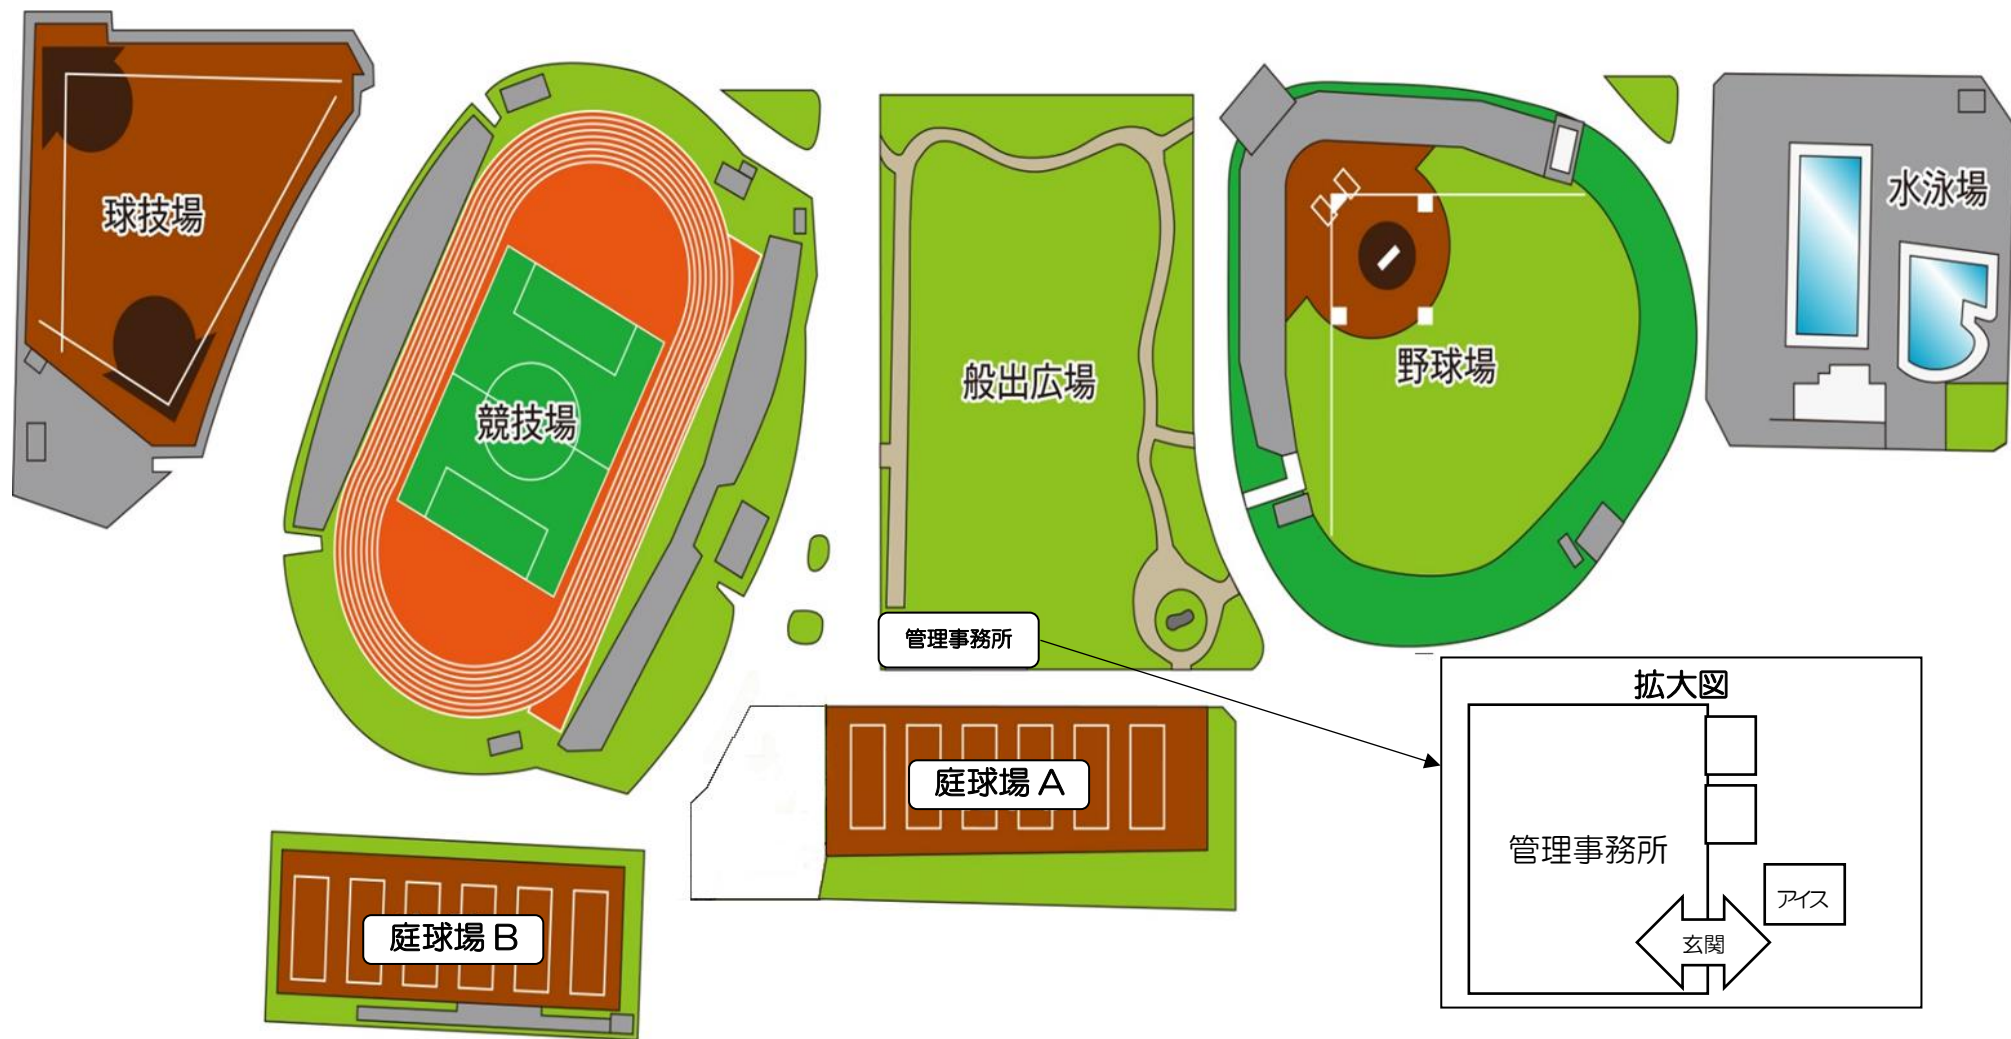 球技場
水泳場
野球場
般出広場
競技場
管理事務所
拡大図
庭球場 A
管理事務所
アイス
庭球場 B
玄関